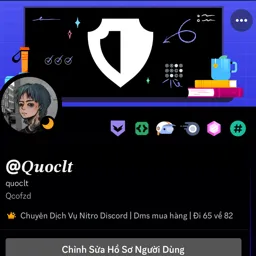 @Quoclt
quoclt
Qcofzd
Chuyên Dịch Vụ Nitro Discord | Dms mua hàng | Đi 65 về 82
Chỉnh Sửa Hồ Sơ Người Dùng